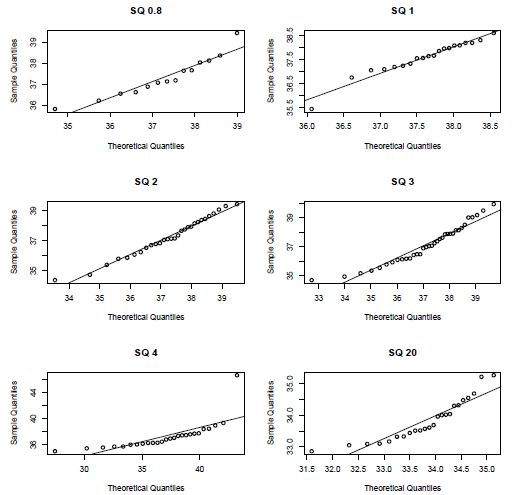 SQ 0.8
Sample Quantiles
36 37 38 39
35 36 37 38 39
Theoretical Quantiles
SQ 1
Sample Quantiles
35.5 36.5 37.5 38.5
36.0 36.5 37.0 37.5 38.0 38.5
Theoretical Quantiles
SQ 2
Sample Quantiles
35 37 39
34 35 36 37 38 39
Theoretical Quantiles
SQ 3
Sample Quantiles
35 37 39
33 34 35 36 37 38 39
Theoretical Quantiles
SQ 4
Sample Quantiles
36 40 44
30 35 40
Theoretical Quantiles
SQ 20
Sample Quantiles
33.0 34.0 35.0
31.5 32.0 32.5 33.0 33.5 34.0 34.5 35.0
Theoretical Quantiles